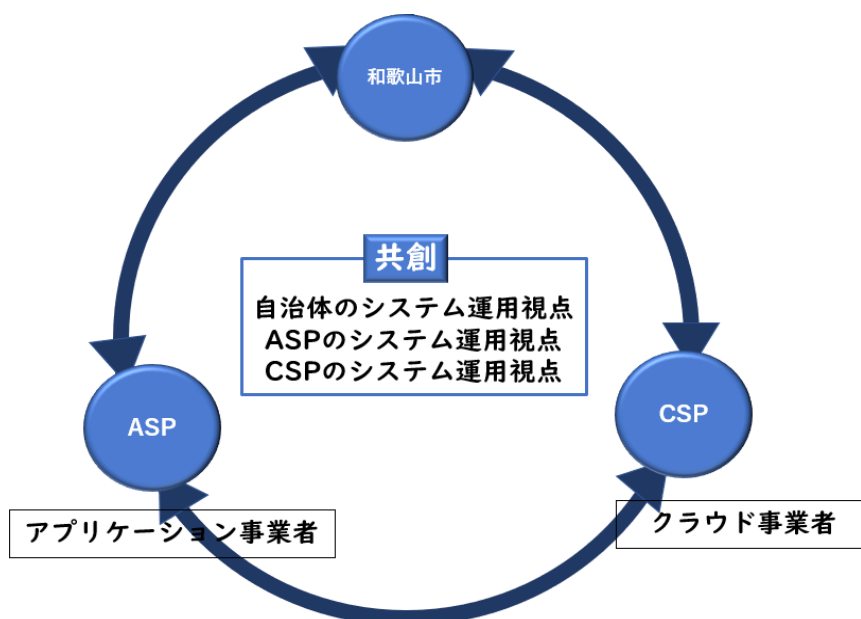 和歌山市
共創
自治体のシステム運用視点
ASPのシステム運用視点
CSPのシステム運用視点
ASP
CSP
アプリケーション事業者
クラウド事業者